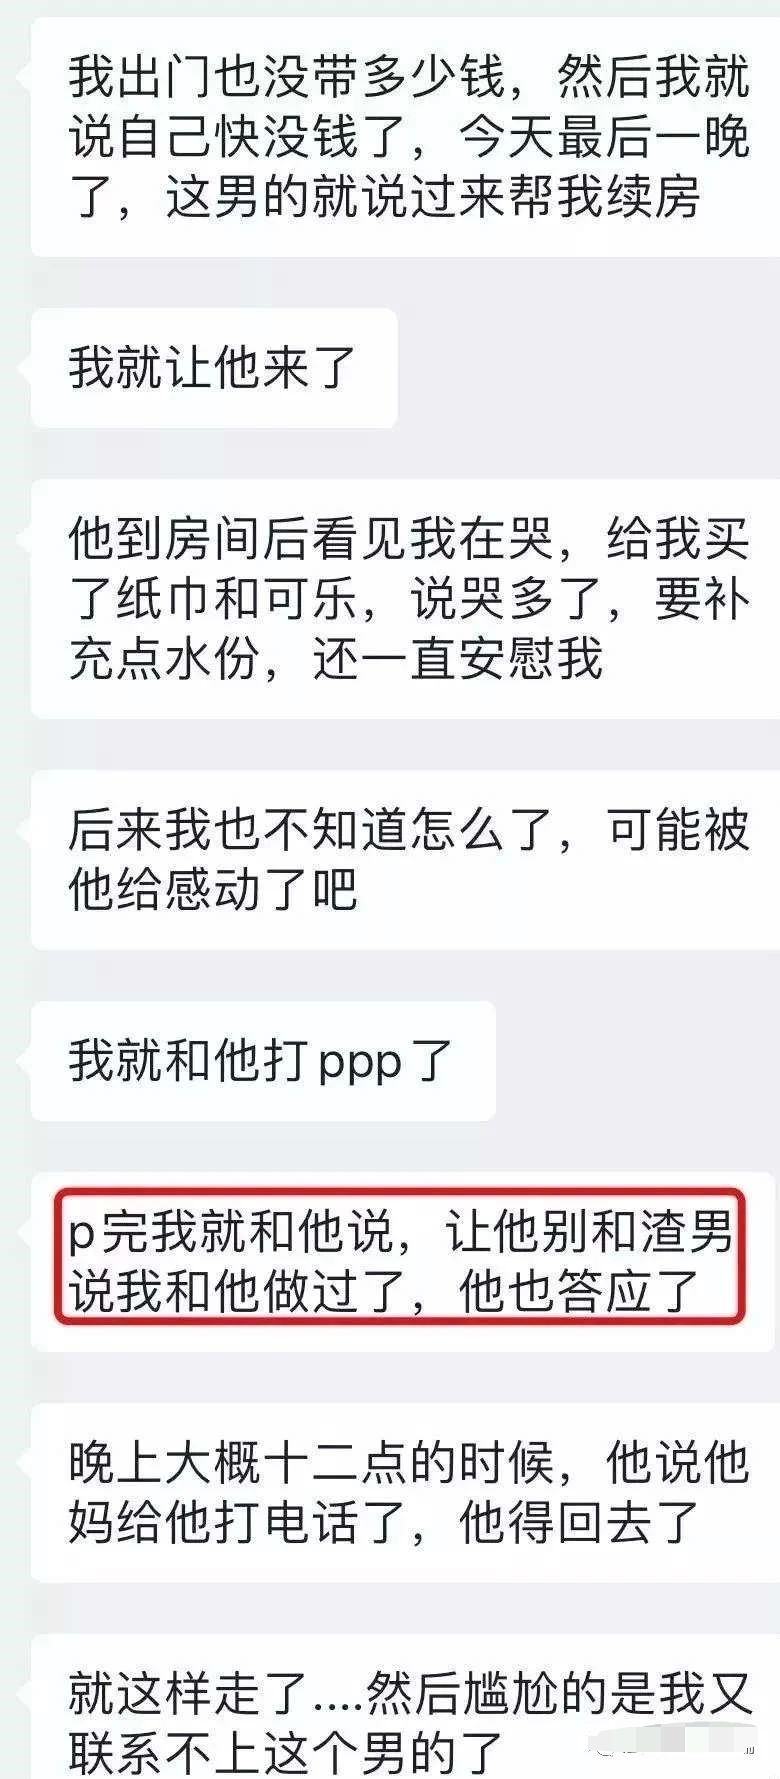 我出门也没带多少钱，然后我就
说自己快没钱了，今天最后一晚
了，这男的就说过来帮我续房
我就让他来了
他到房间后看见我在哭，给我买
了纸巾和可乐，说哭多了，要补
充点水份，还一直安慰我
后来我也不知道怎么了，可能被
他给感动了吧
我就和他打ppp了
p完我就和他说，让他别和渣男
说我和他做过了，他也答应了
晚上大概十二点的时候，他说他
妈给他打电话了，他得回去了
就这样走了....然后尴尬的是我又
联系不上这个男的了